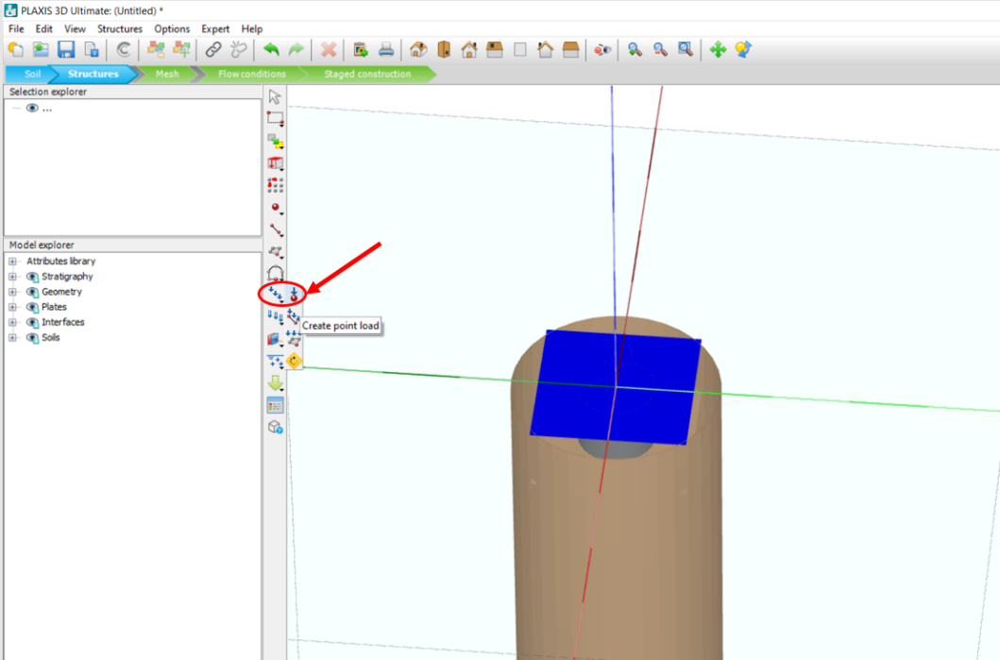 PLAXIS 3D Ultimate: (Untitled) *
File Edit View Structures Options Expert Help
Soil Structures Mesh Flow conditions Staged construction
Selection explorer
...
Model explorer
Attributes library
Stratigraphy
Geometry
Plates
Interfaces
Soils
Create point load